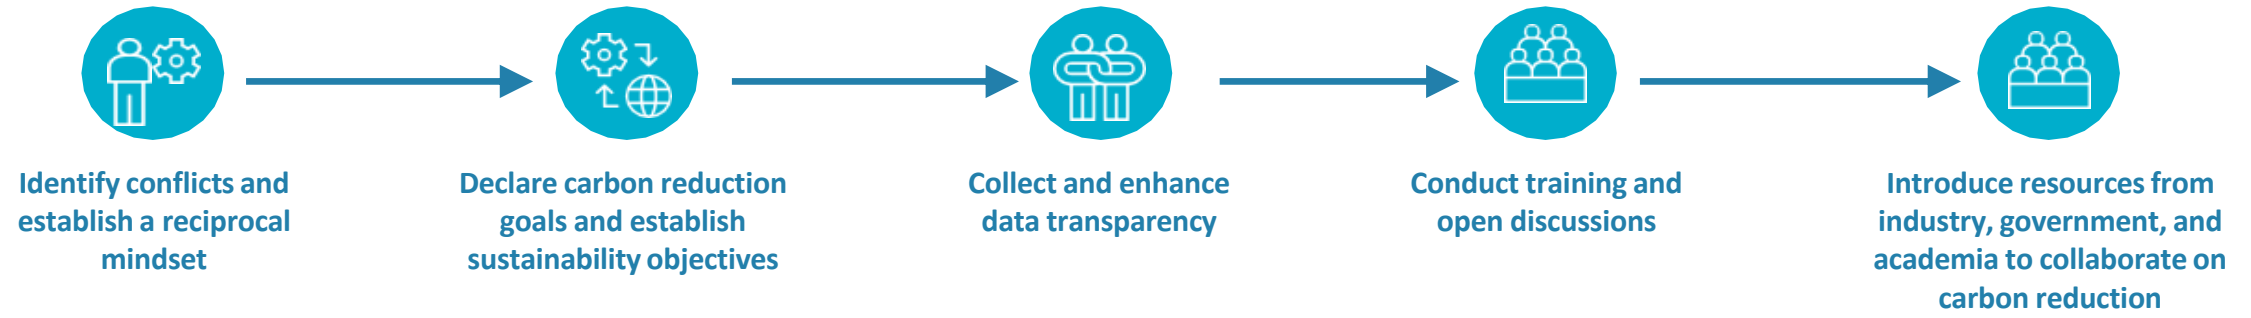 Identify conflicts and
establish a reciprocal
mindset
Declare carbon reduction
goals and establish
sustainability objectives
Collect and enhance
data transparency
Conduct training and
open discussions
Introduce resources from
industry, government, and
academia to collaborate on
carbon reduction